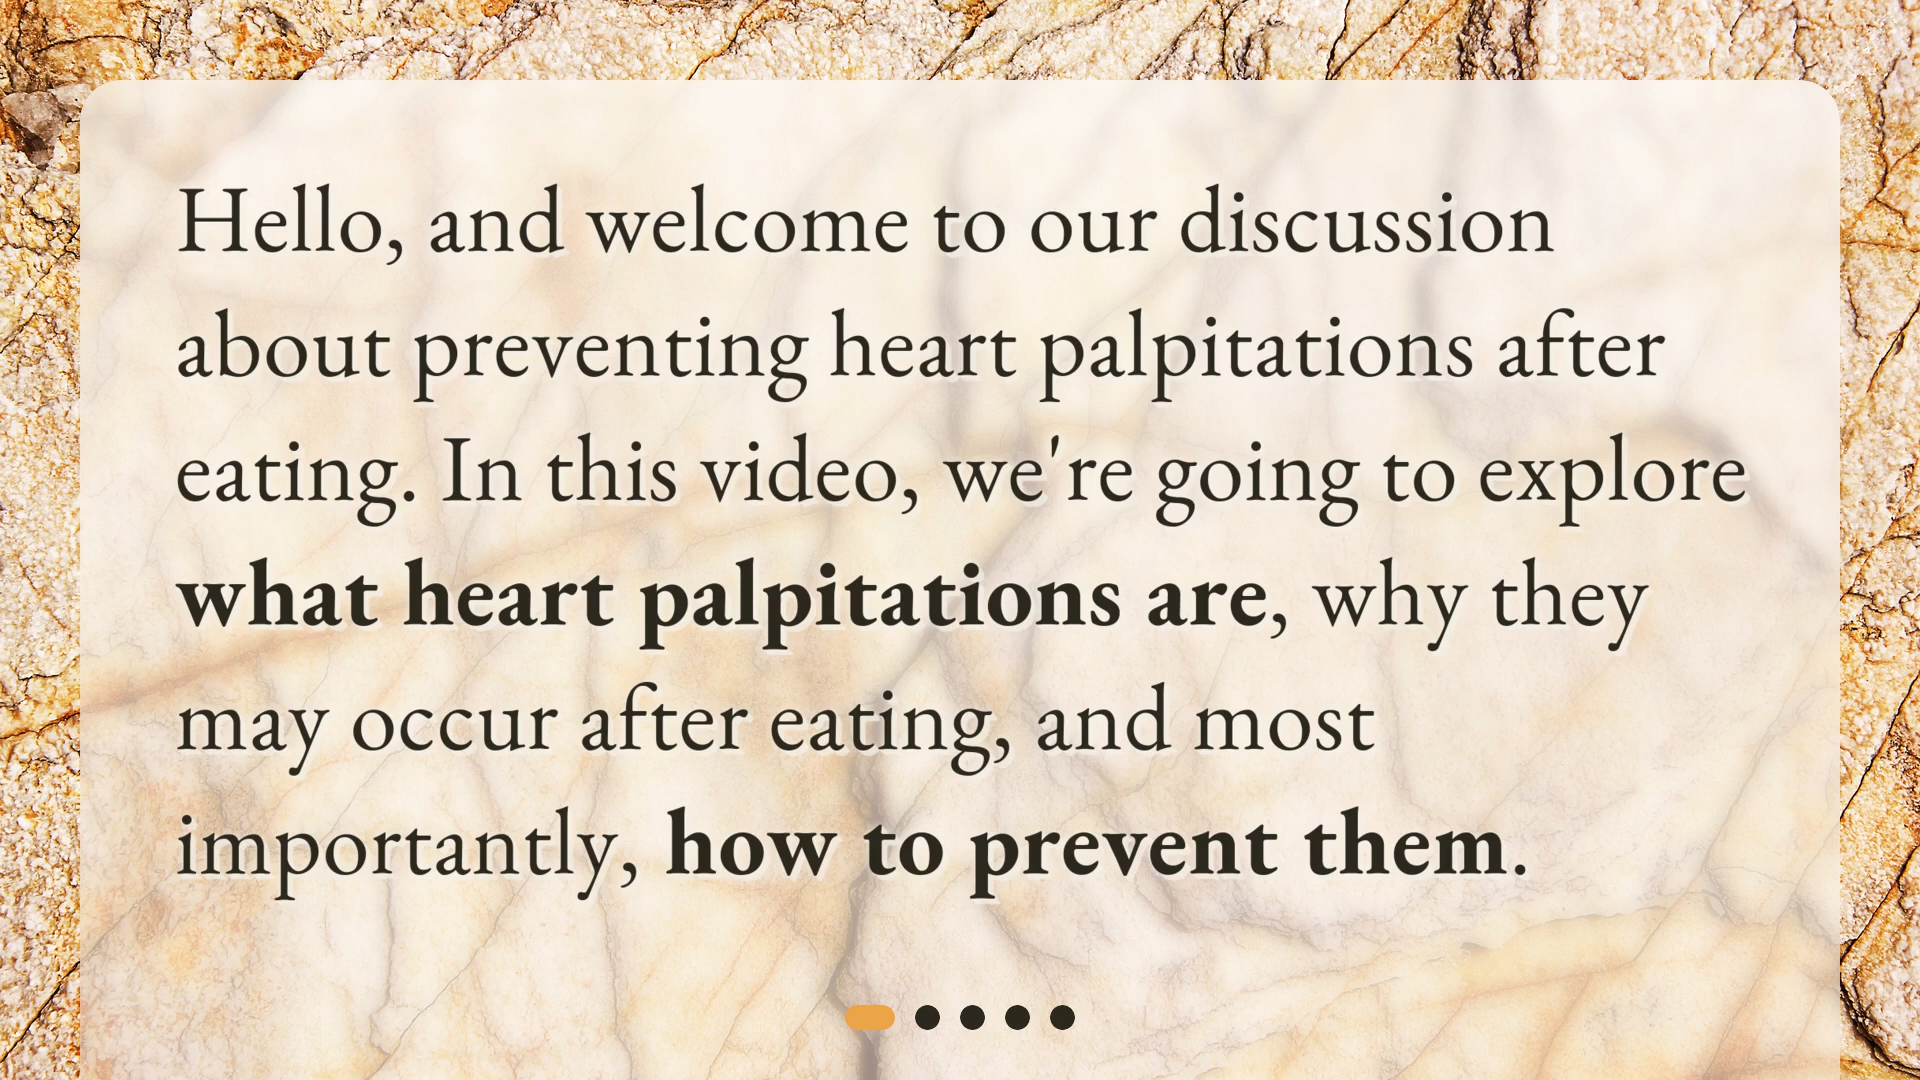 Hello, and welcome to our discussion
about preventing heart palpitations after
eating. In this video, we're going to explore
what heart palpitations are, why they
may occur after eating, and most
importantly, how to prevent them.